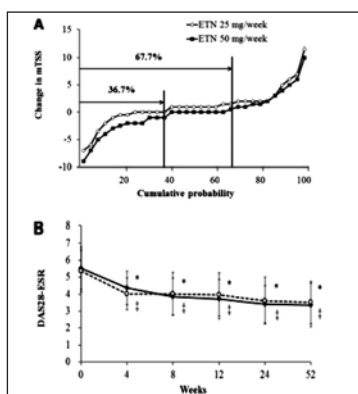 A
ETN 25 mg/week
ETN 50 mg/week
67.7%
36.7%
Change in mTSS
15
10
5
0
-5
-10
20
40
60
80
100
Cumulative probability
B
DAS28-ESR
8
7
6
5
4
3
2
1
0
* * * * *
‡ ‡ ‡ ‡ ‡
0 4 8 12 24 52
Weeks